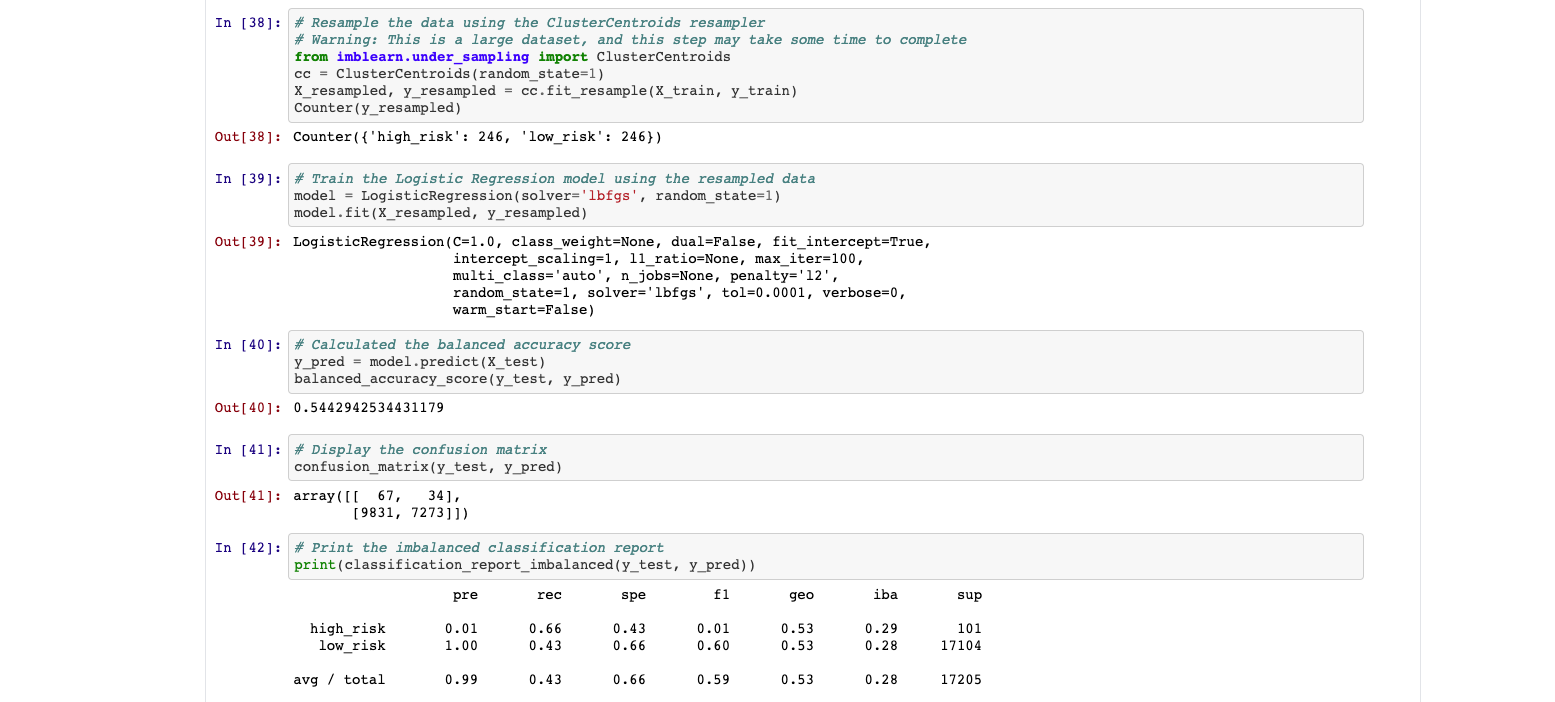 In [38]: # Resample the data using the ClusterCentroids resampler
# Warning: This is a large dataset, and this step may take some time to complete
from imblearn.under_sampling import ClusterCentroids
cc = ClusterCentroids(random_state=1)
X_resampled, y_resampled = cc.fit_resample(X_train, y_train)
Counter(y_resampled)
Out[38]: Counter({'high_risk': 246, 'low_risk': 246})
In [39]: # Train the Logistic Regression model using the resampled data
model = LogisticRegression(solver='lbfgs', random_state=1)
model.fit(X_resampled, y_resampled)
Out[39]: LogisticRegression(C=1.0, class_weight=None, dual=False, fit_intercept=True,
intercept_scaling=1, l1_ratio=None, max_iter=100,
multi_class='auto', n_jobs=None, penalty='l2',
random_state=1, solver='lbfgs', tol=0.0001, verbose=0,
warm_start=False)
In [40]: # Calculated the balanced accuracy score
y_pred = model.predict(X_test)
balanced_accuracy_score(y_test, y_pred)
Out[40]: 0.5442942534431179
In [41]: # Display the confusion matrix
confusion_matrix(y_test, y_pred)
Out[41]: array([[  67,   34],
[9831, 7273]])
In [42]: # Print the imbalanced classification report
print(classification_report_imbalanced(y_test, y_pred))
pre rec spe f1 geo iba sup
high_risk 0.01 0.66 0.43 0.01 0.53 0.29 101
low_risk 1.00 0.43 0.66 0.60 0.53 0.28 17104
avg / total 0.99 0.43 0.66 0.59 0.53 0.28 17205